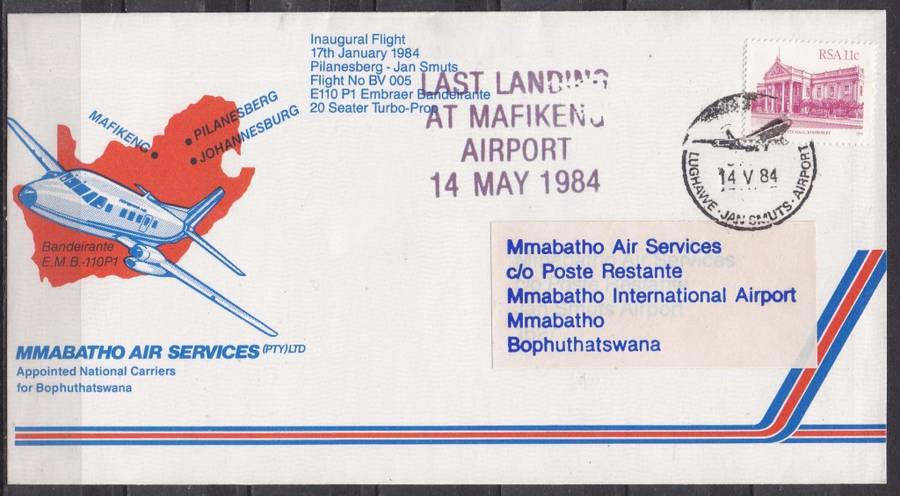 Inaugural Flight
17th January 1984
Pilanesberg - Jan Smuts
Flight No BV 005
E110 P1 Embraer Bandeirante
20 Seater Turbo-Prop
LAST LANDING
AT MAFIKENG
AIRPORT
14 MAY 1984
RSA 11c
14 V 84
LUGHAWE · JAN SMUTS · AIRPORT
MAFIKENG
PILANESBERG
JOHANNESBURG
Bandeirante
E.M.B.-110P1
MMABATHO AIR SERVICES (PTY) LTD
Appointed National Carriers
for Bophuthatswana
Mmabatho Air Services
c/o Poste Restante
Mmabatho International Airport
Mmabatho
Bophuthatswana